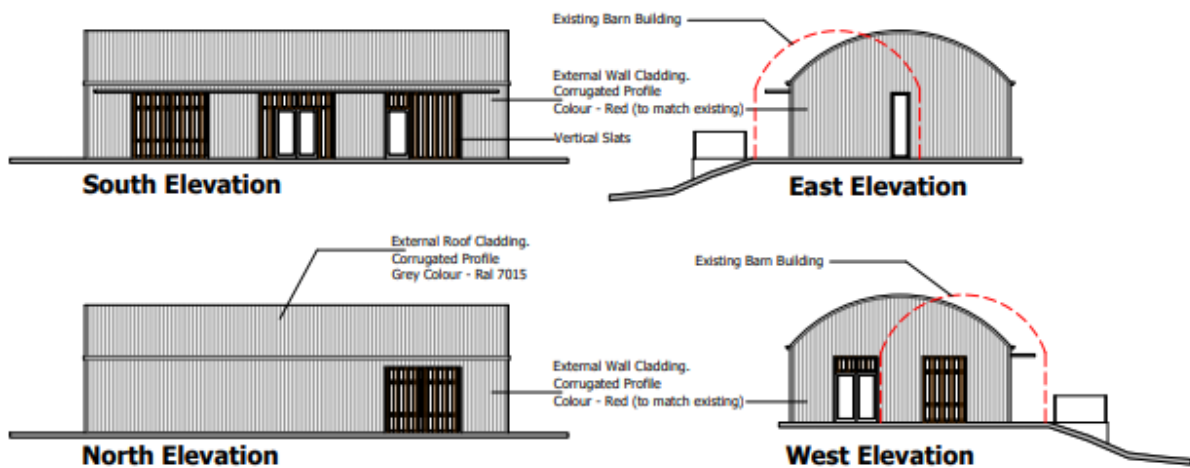 Existing Barn Building
External Wall Cladding.
Corrugated Profile
Colour - Red (to match existing)
Vertical Slats
South Elevation
East Elevation
External Roof Cladding.
Corrugated Profile
Grey Colour - Ral 7015
Existing Barn Building
External Wall Cladding.
Corrugated Profile
Colour - Red (to match existing)
North Elevation
West Elevation